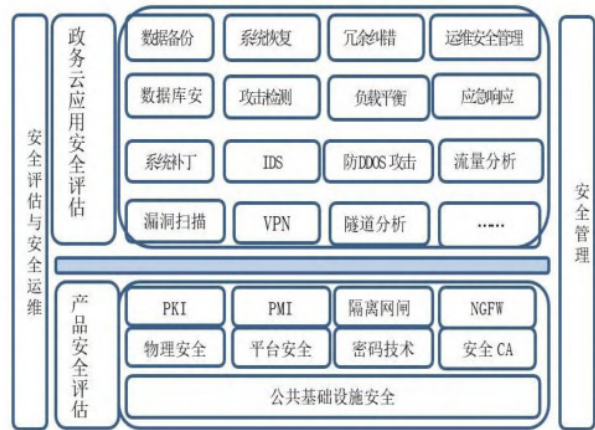 安全评估与安全运维
政务云应用安全评估
数据备份
系统恢复
冗余纠错
运维安全管理
数据库安
攻击检测
负载平衡
应急响应
系统补丁
IDS
防DDOS攻击
流量分析
漏洞扫描
VPN
隧道分析
……
产品安全评估
PKI
PMI
隔离网闸
NGFW
物理安全
平台安全
密码技术
安全CA
公共基础设施安全
安全管理